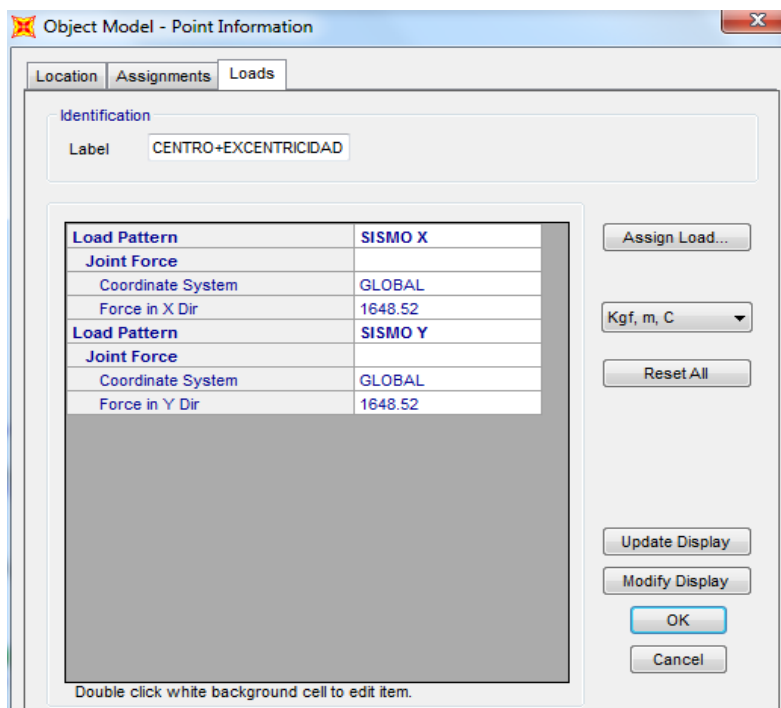 Object Model - Point Information
Location Assignments Loads
Identification
Label CENTRO+EXCENTRICIDAD
Load Pattern SISMO X
Joint Force
Coordinate System GLOBAL
Force in X Dir 1648.52
Load Pattern SISMO Y
Joint Force
Coordinate System GLOBAL
Force in Y Dir 1648.52
Assign Load...
Kgf, m, C
Reset All
Update Display
Modify Display
OK
Cancel
Double click white background cell to edit item.